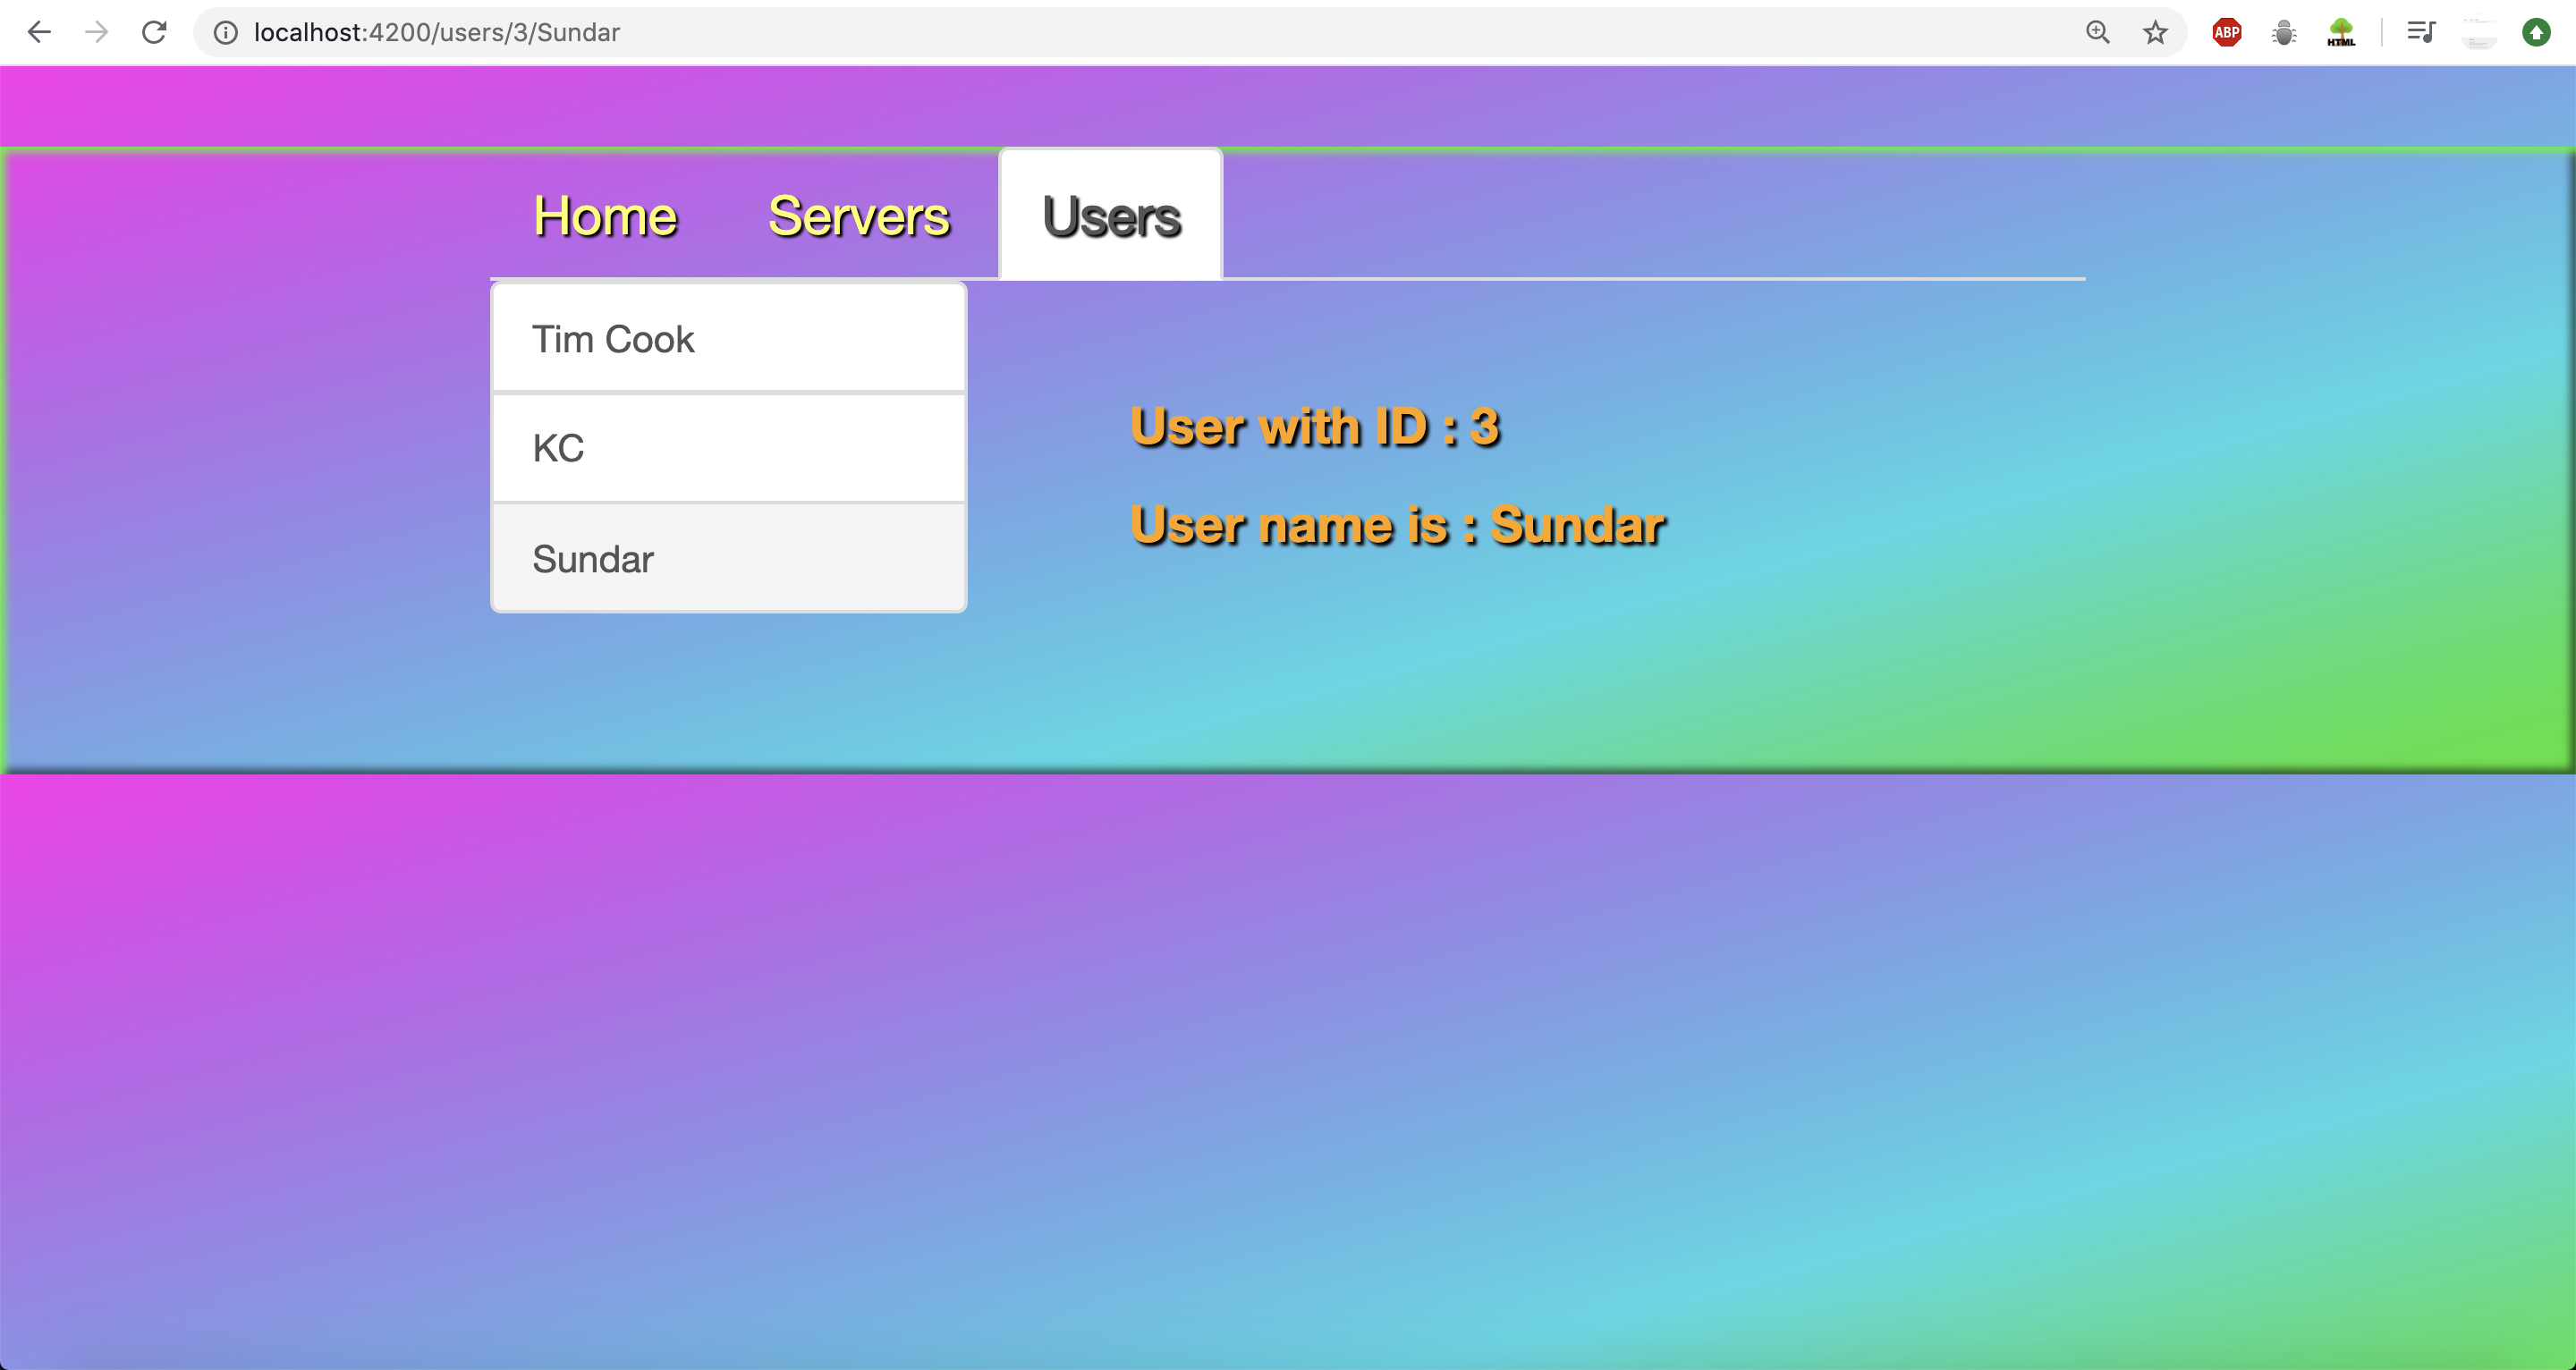 localhost:4200/users/3/Sundar
ABP
HTML
Home Servers Users
Tim Cook
KC
Sundar
User with ID : 3
User name is : Sundar